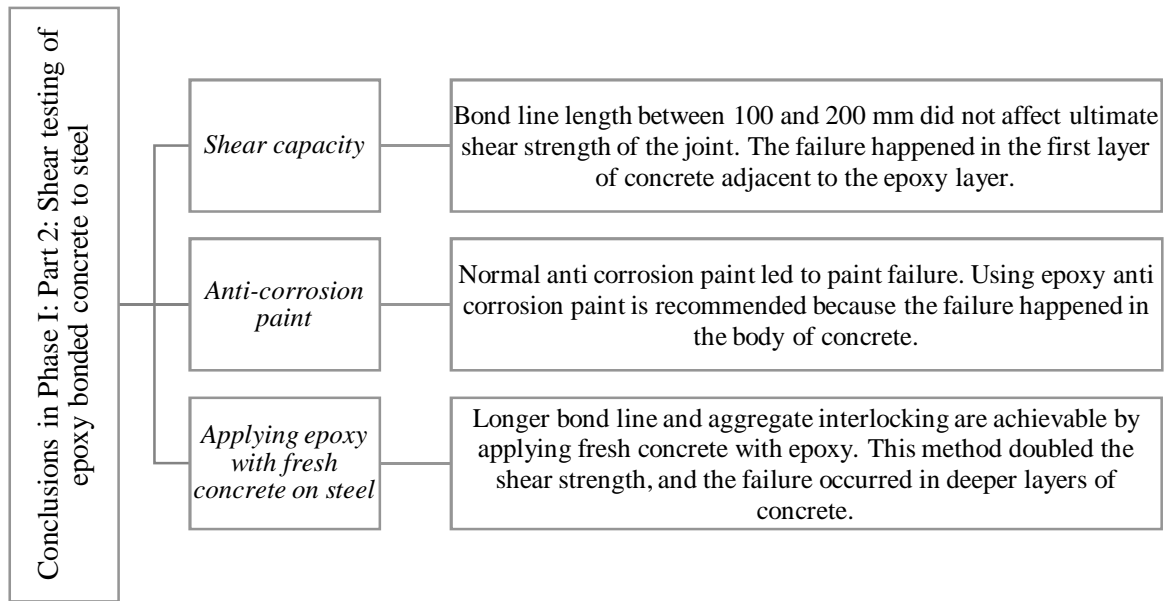 Conclusions in Phase I: Part 2: Shear testing of
epoxy bonded concrete to steel
Shear capacity
Bond line length between 100 and 200 mm did not affect ultimate
shear strength of the joint. The failure happened in the first layer
of concrete adjacent to the epoxy layer.
Anti-corrosion
paint
Normal anti corrosion paint led to paint failure. Using epoxy anti
corrosion paint is recommended because the failure happened in
the body of concrete.
Applying epoxy
with fresh
concrete on steel
Longer bond line and aggregate interlocking are achievable by
applying fresh concrete with epoxy. This method doubled the
shear strength, and the failure occurred in deeper layers of
concrete.